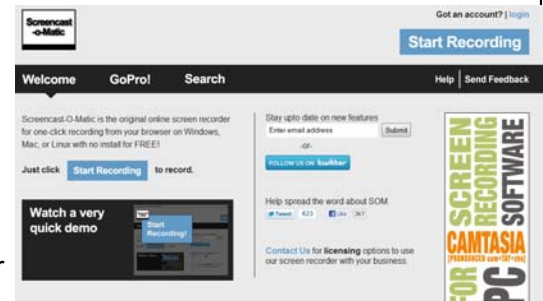 Screencast
-o-Matic
Got an account? | login
Start Recording
Welcome GoPro! Search
Help | Send Feedback
Screencast-O-Matic is the original online screen recorder
for one-click recording from your browser on Windows,
Mac, or Linux with no install for FREE!
Just click Start Recording to record.
Watch a very
quick demo
Start
Recording!
Stay upto date on new features
Enter email address Submit
-or-
FOLLOW US ON twitter
Help spread the word about SOM.
Tweet 623 Like
Contact Us for licensing options to use
our screen recorder with your business.
FOR SCREEN
RECORDING
SOFTWARE
CAMTASIA
PC
r